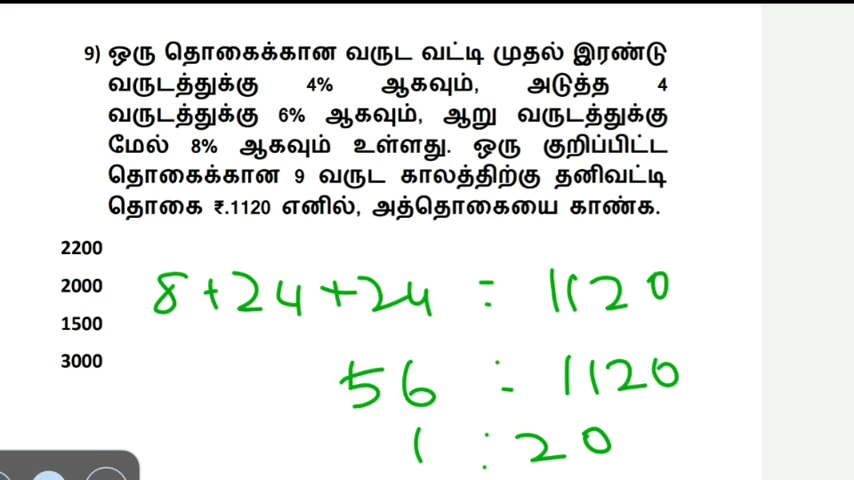 9) ஒரு தொகைக்கான வருட வட்டி முதல் இரண்டு
வருடத்துக்கு 4% ஆகவும், அடுத்த 4
வருடத்துக்கு 6% ஆகவும், ஆறு வருடத்துக்கு
மேல் 8% ஆகவும் உள்ளது. ஒரு குறிப்பிட்ட
தொகைக்கான 9 வருட காலத்திற்கு தனிவட்டி
தொகை ₹.1120 எனில், அத்தொகையை காண்க.
2200
2000
1500
3000
8 + 24 + 24 = 1120
56 : 1120
1 : 20